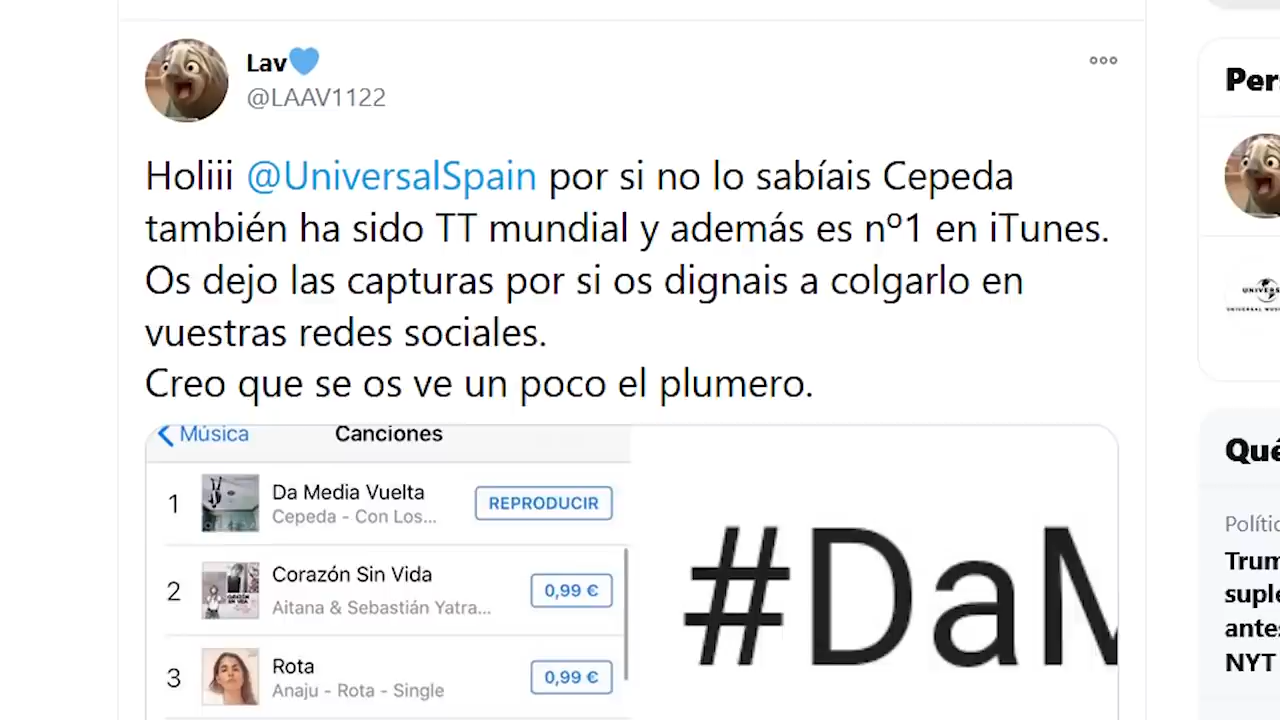 Lav
@LAAV1122
Holiii @UniversalSpain por si no lo sabíais Cepeda
también ha sido TT mundial y además es nº1 en iTunes.
Os dejo las capturas por si os dignais a colgarlo en
vuestras redes sociales.
Creo que se os ve un poco el plumero.
Música
Canciones
1
Da Media Vuelta
Cepeda - Con Los...
REPRODUCIR
2
Corazón Sin Vida
Aitana & Sebastián Yatra...
0,99 €
3
Rota
Anaju - Rota - Single
0,99 €
#DaM
Per
Qué
Polític
Trum
suple
antes
NYT